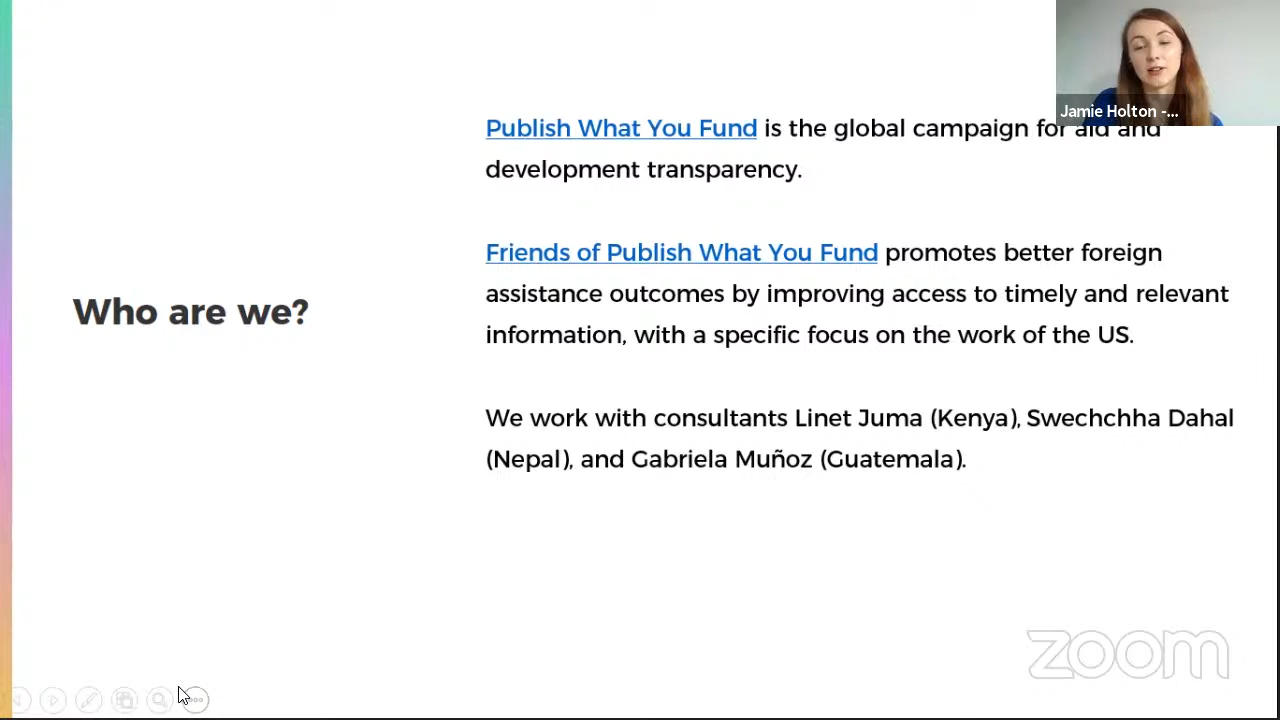 Jamie Holton -...
Publish What You Fund is the global campaign for aid and
development transparency.
Friends of Publish What You Fund promotes better foreign
assistance outcomes by improving access to timely and relevant
Who are we?
information, with a specific focus on the work of the US.
We work with consultants Linet Juma (Kenya), Swechchha Dahal
(Nepal), and Gabriela Muñoz (Guatemala).
zoom